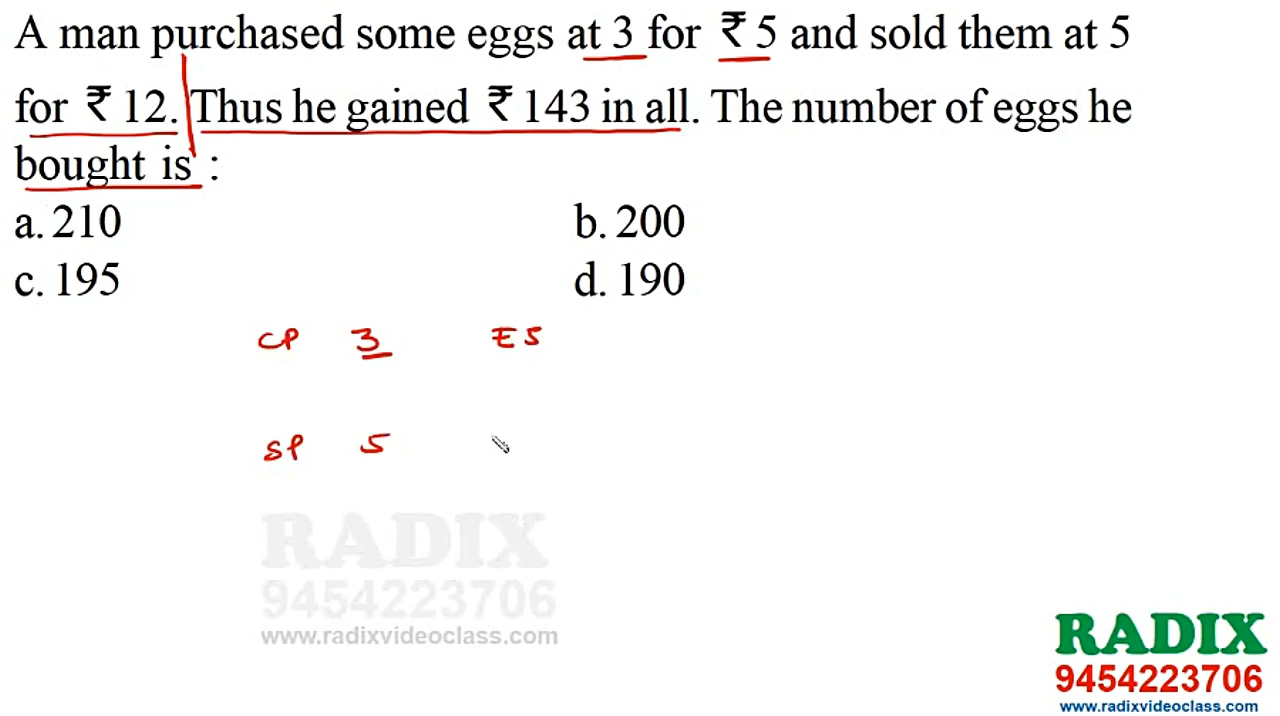 A man purchased some eggs at 3 for ₹ 5 and sold them at 5
for ₹ 12. Thus he gained ₹ 143 in all. The number of eggs he
bought is :
a. 210 b. 200
c. 195 d. 190
CP 3 ₹ 5
SP 5
RADIX
9454223706
www.radixvideoclass.com
RADIX
9454223706
www.radixvideoclass.com